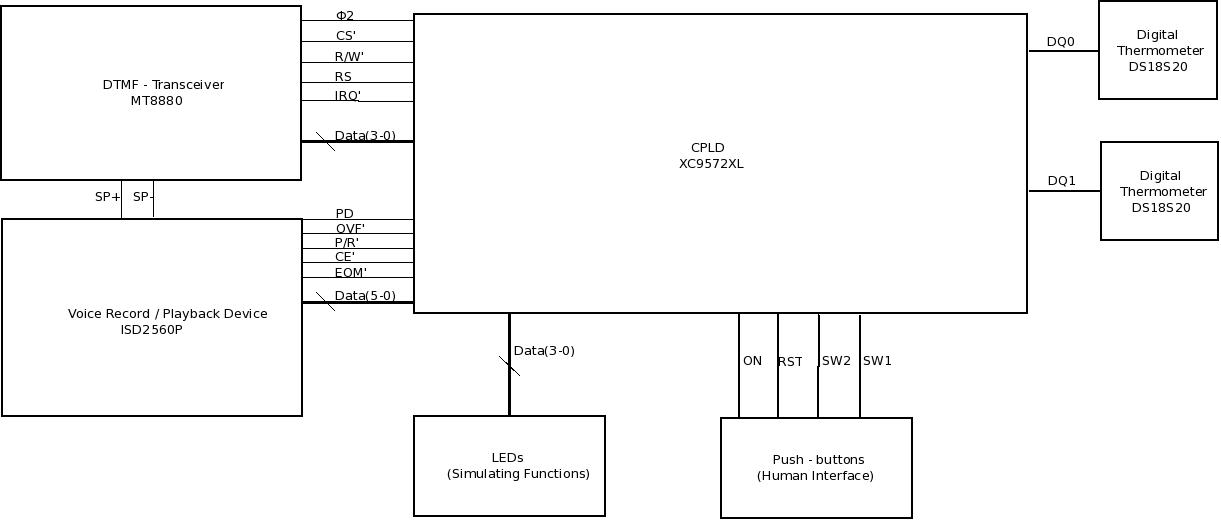 Φ2
CS'
R/W'
RS
IRQ'
Data(3-0)
DTMF - Transceiver
MT8880
SP+ SP-
PD
OVF'
P/R'
CE'
EOM'
Data(5-0)
Voice Record / Playback Device
ISD2560P
CPLD
XC9572XL
DQ0
Digital
Thermometer
DS18S20
DQ1
Digital
Thermometer
DS18S20
Data(3-0)
LEDs
(Simulating Functions)
ON RST SW2 SW1
Push - buttons
(Human Interface)